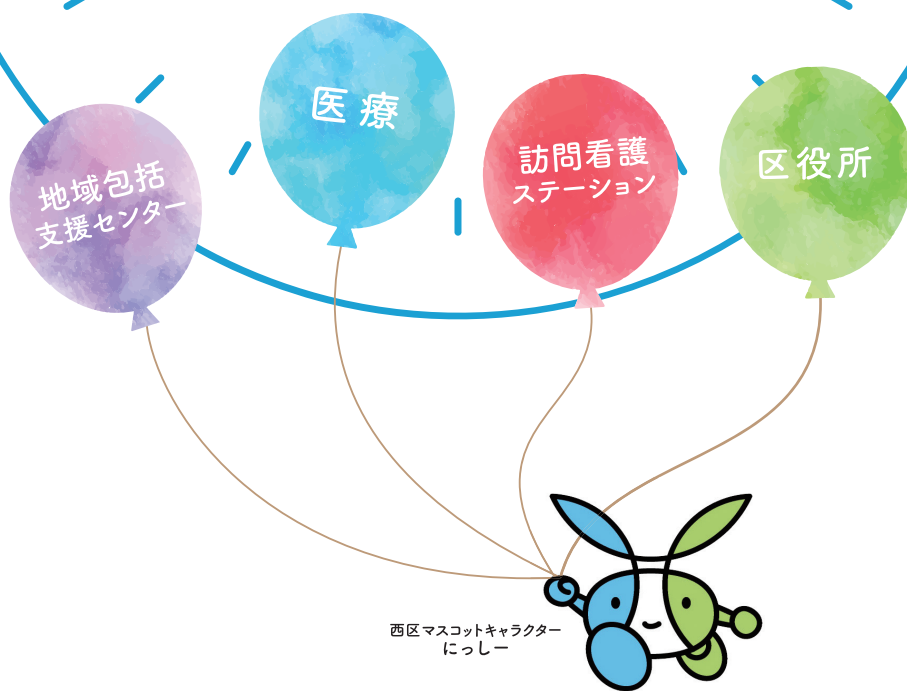 地域包括
支援センター
医療
訪問看護
ステーション
区役所
西区マスコットキャラクター
にっしー